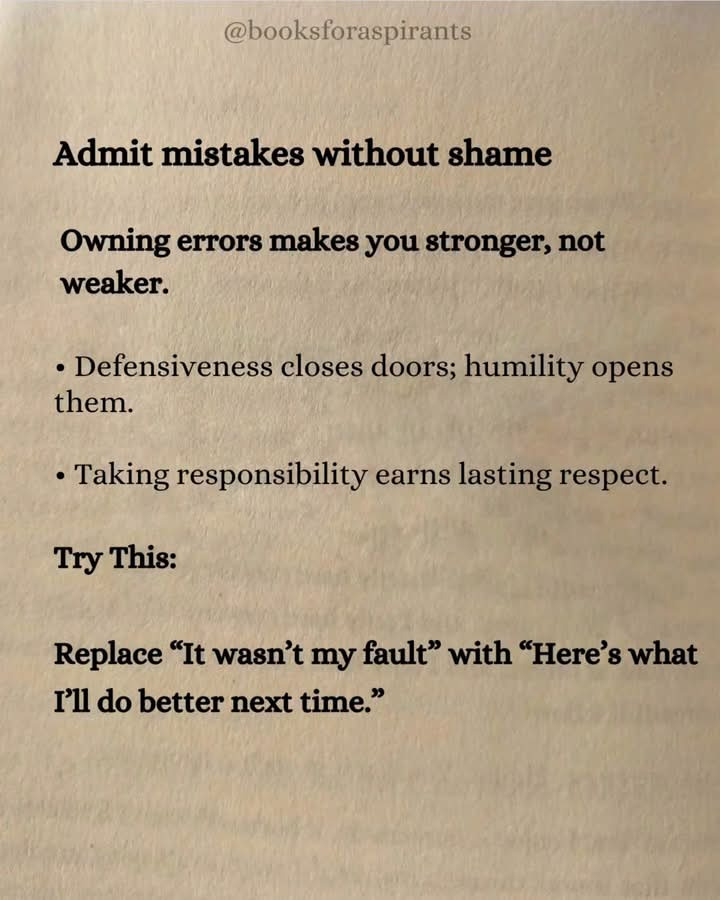 @booksforaspirants
Admit mistakes without shame
Owning errors makes you stronger, not
weaker.
• Defensiveness closes doors; humility opens
them.
• Taking responsibility earns lasting respect.
Try This:
Replace “It wasn’t my fault” with “Here’s what
I’ll do better next time.”